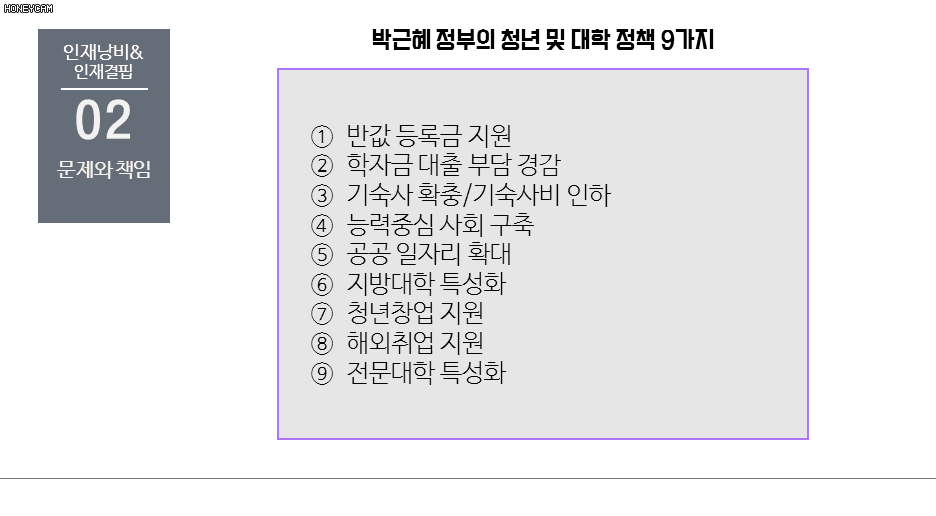 HONEYCAM
인재낭비&
인재결핍
02
문제와 책임
박근혜 정부의 청년 및 대학 정책 9가지
① 반값 등록금 지원
② 학자금 대출 부담 경감
③ 기숙사 확충/기숙사비 인하
④ 능력중심 사회 구축
⑤ 공공 일자리 확대
⑥ 지방대학 특성화
⑦ 청년창업 지원
⑧ 해외취업 지원
⑨ 전문대학 특성화